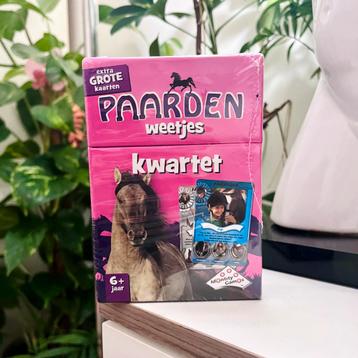 extra
GROTE
kaarten
PAARDEN
weetjes
kwartet
6+
jaar